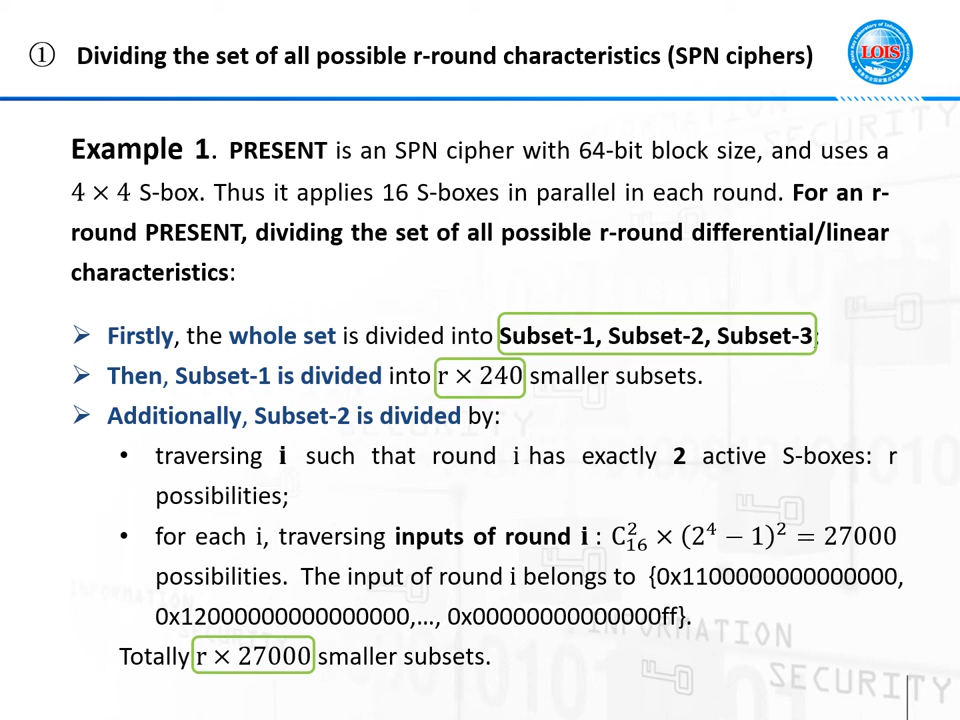 ① Dividing the set of all possible r-round characteristics (SPN ciphers)
LOIS
Example 1. PRESENT is an SPN cipher with 64-bit block size, and uses a
4 × 4 S-box. Thus it applies 16 S-boxes in parallel in each round. For an r-
round PRESENT, dividing the set of all possible r-round differential/linear
characteristics:
➢ Firstly, the whole set is divided into Subset-1, Subset-2, Subset-3;
➢ Then, Subset-1 is divided into r × 240 smaller subsets.
➢ Additionally, Subset-2 is divided by:
• traversing i such that round i has exactly 2 active S-boxes: r
possibilities;
• for each i, traversing inputs of round i : C₁₆² × (2⁴ − 1)² = 27000
possibilities. The input of round i belongs to {0x1100000000000000,
0x1200000000000000,…, 0x00000000000000ff}.
Totally r × 27000 smaller subsets.
INFORMATION
SECURITY